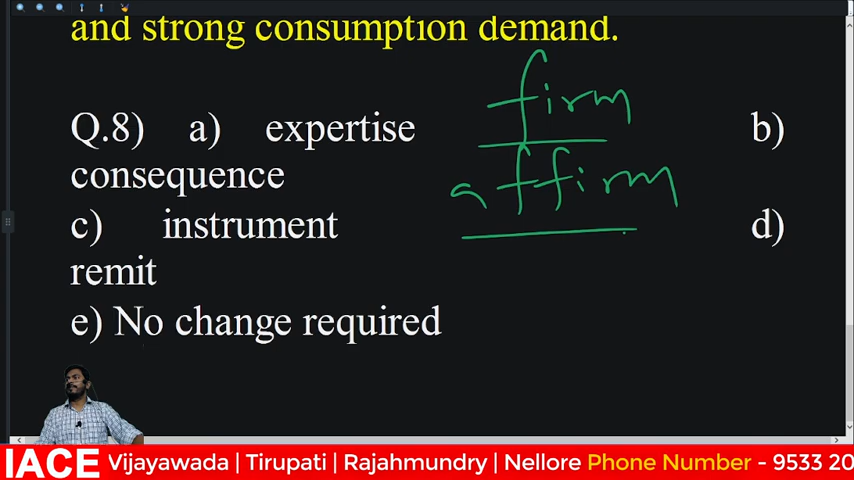 and strong consumption demand.
firm
Q.8) a) expertise b)
affirm
consequence
c) instrument d)
remit
e) No change required
IACE Vijayawada | Tirupati | Rajahmundry | Nellore Phone Number - 9533 20